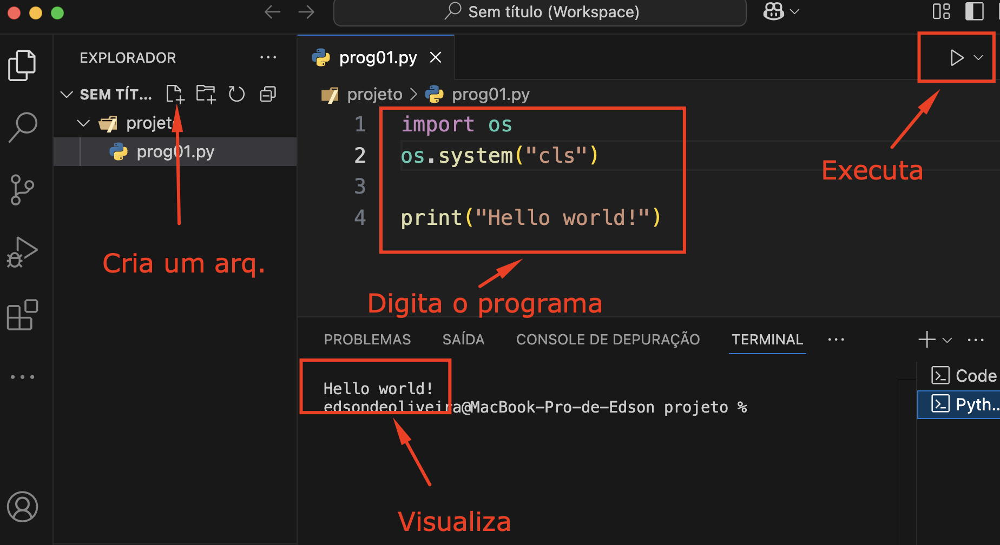 Sem título (Workspace)
EXPLORADOR
SEM TÍT...
projeto
prog01.py
Cria um arq.
prog01.py
projeto > prog01.py
1 import os
2 os.system("cls")
3
4 print("Hello world!")
Executa
Digita o programa
PROBLEMAS SAÍDA CONSOLE DE DEPURAÇÃO TERMINAL
Hello world!
edsondeoliveira@MacBook-Pro-de-Edson projeto %
Code
Pyth...
Visualiza